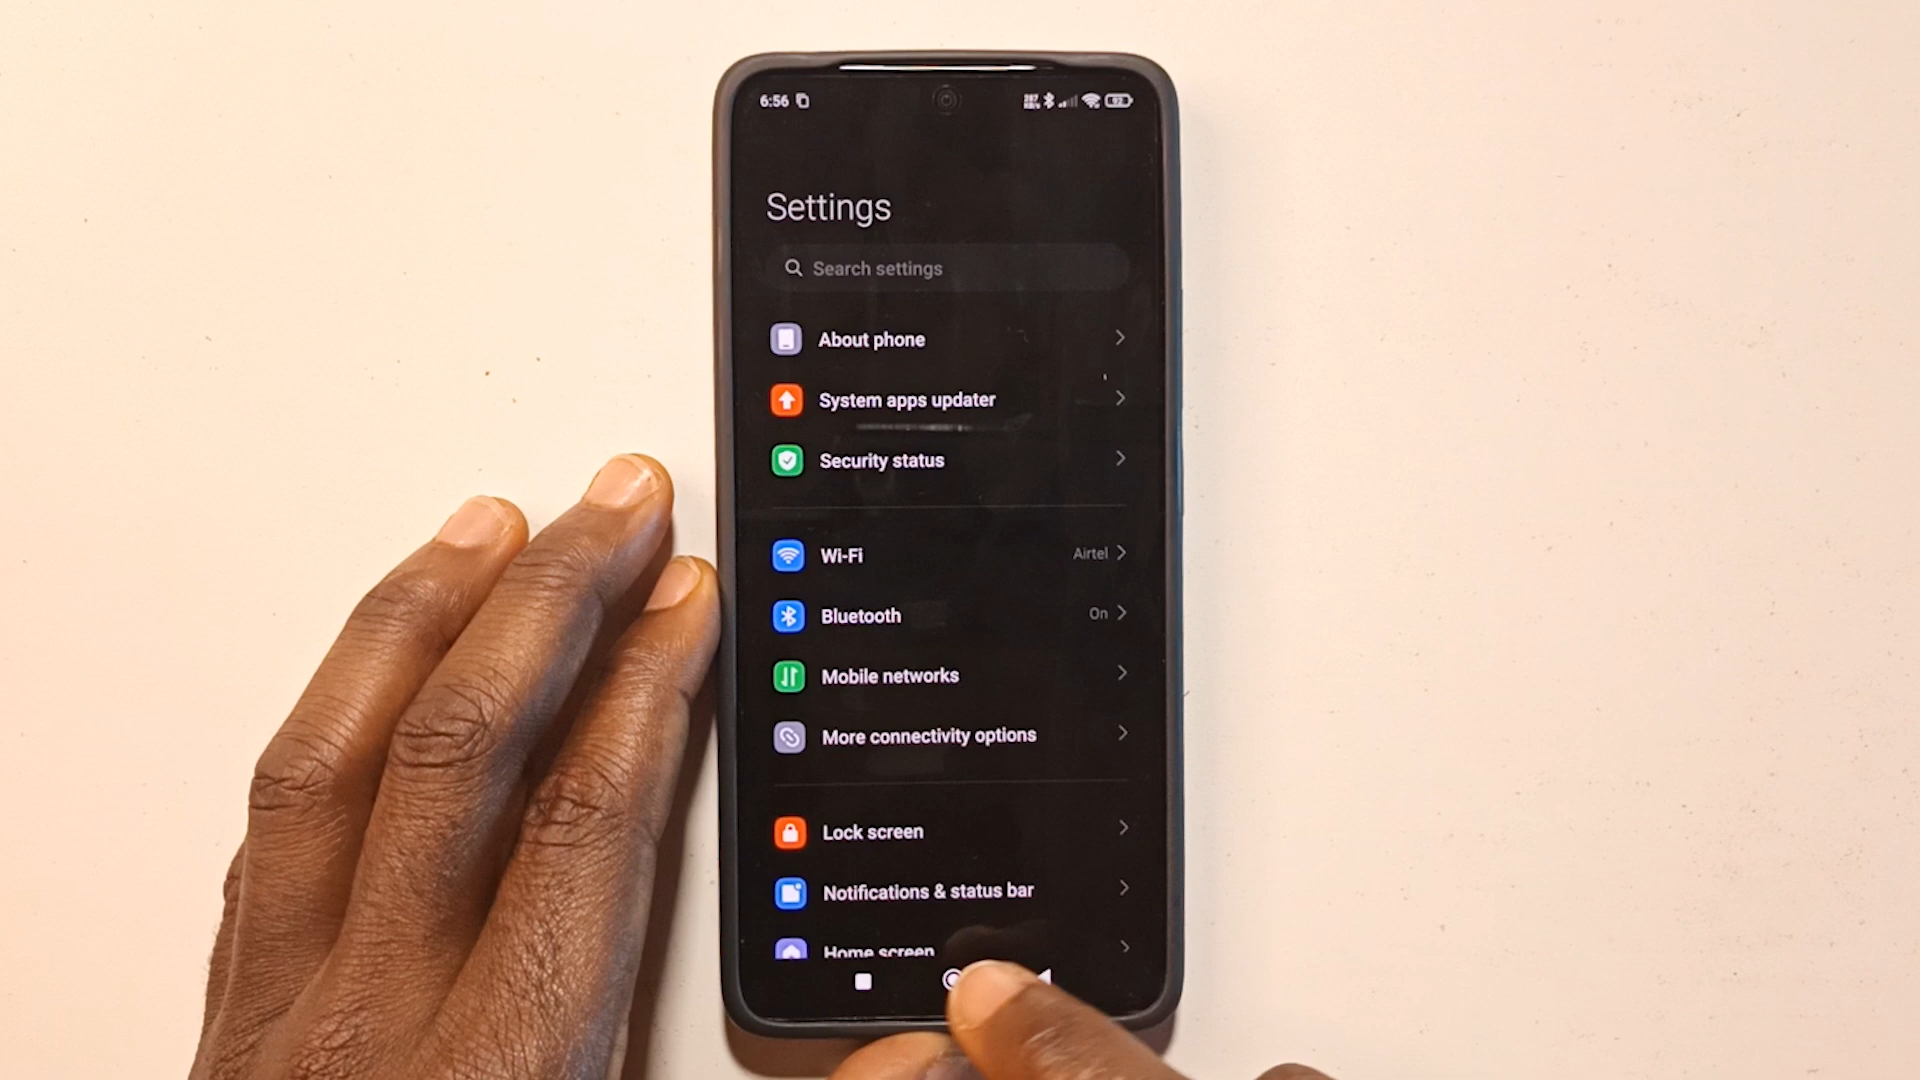 6:56
Settings
Search settings
About phone
System apps updater
Security status
Wi-Fi Airtel
Bluetooth On
Mobile networks
More connectivity options
Lock screen
Notifications & status bar
Home screen